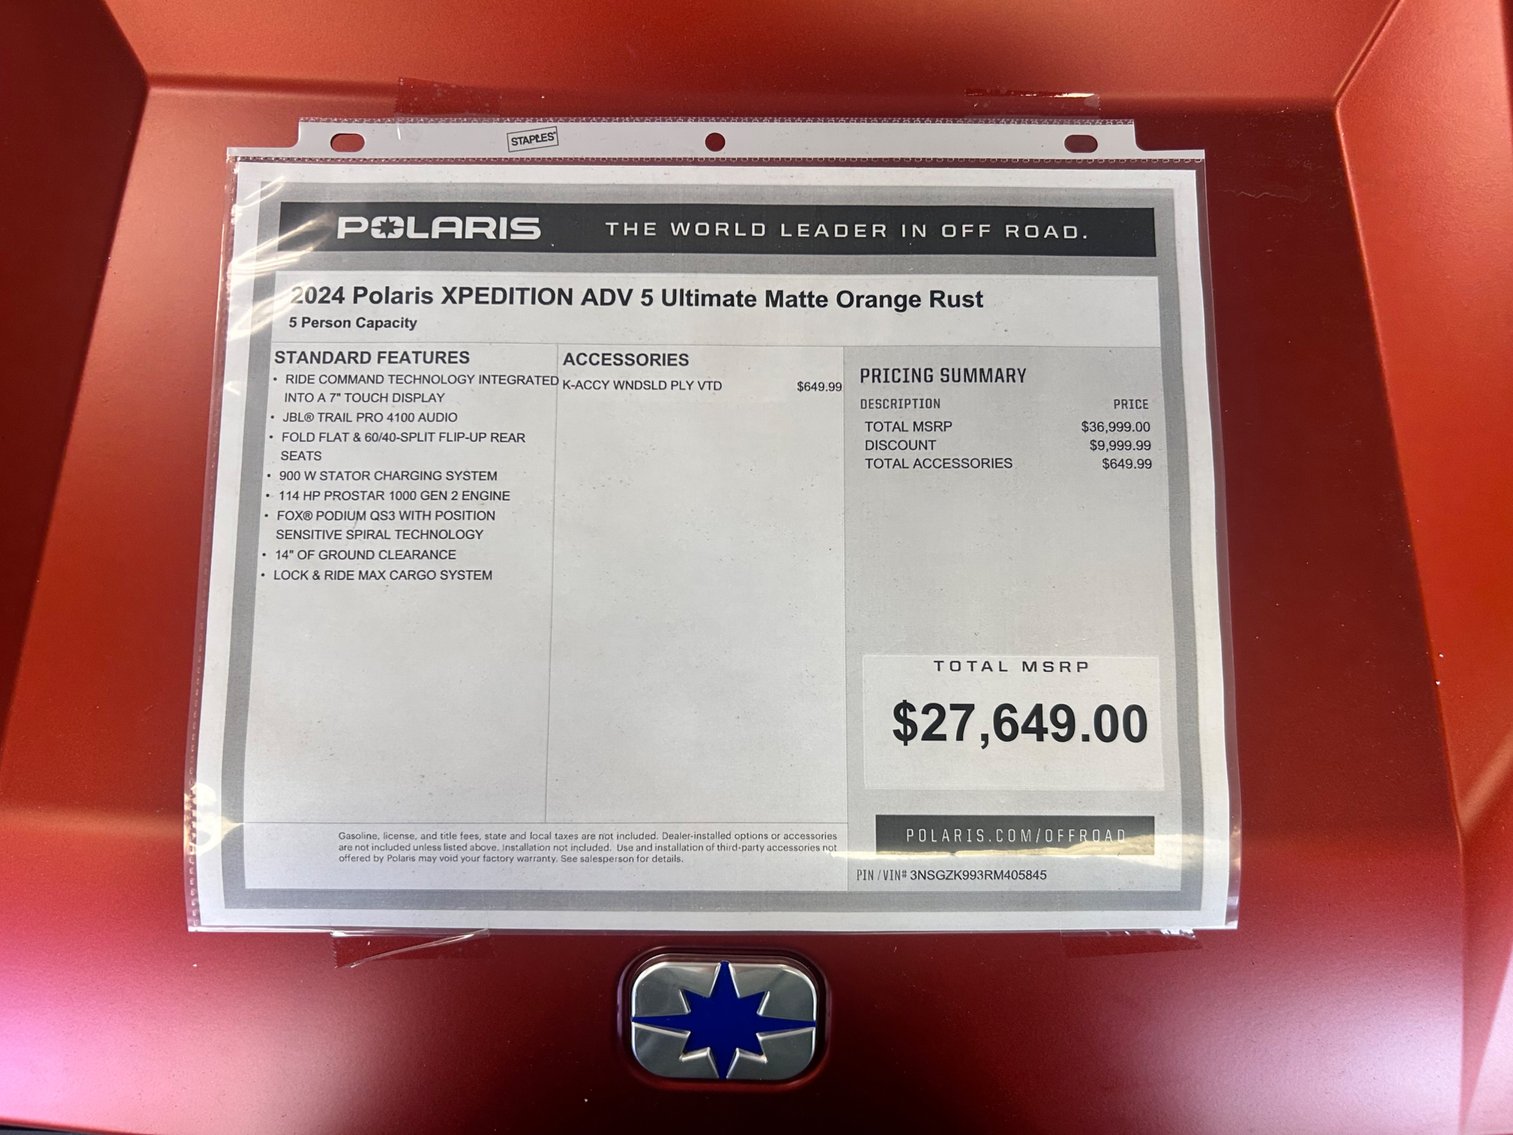 STAPLES
POLARIS THE WORLD LEADER IN OFF ROAD.
2024 Polaris XPEDITION ADV 5 Ultimate Matte Orange Rust
5 Person Capacity
STANDARD FEATURES
• RIDE COMMAND TECHNOLOGY INTEGRATED
INTO A 7" TOUCH DISPLAY
• JBL® TRAIL PRO 4100 AUDIO
• FOLD FLAT & 60/40-SPLIT FLIP-UP REAR
SEATS
• 900 W STATOR CHARGING SYSTEM
• 114 HP PROSTAR 1000 GEN 2 ENGINE
• FOX® PODIUM QS3 WITH POSITION
SENSITIVE SPIRAL TECHNOLOGY
• 14" OF GROUND CLEARANCE
• LOCK & RIDE MAX CARGO SYSTEM
ACCESSORIES
K-ACCY WNDSLD PLY VTD $649.99
PRICING SUMMARY
DESCRIPTION PRICE
TOTAL MSRP $36,999.00
DISCOUNT $9,999.99
TOTAL ACCESSORIES $649.99
TOTAL MSRP
$27,649.00
Gasoline, license, and title fees, state and local taxes are not included. Dealer-installed options or accessories
are not included unless listed above. Installation not included. Use and installation of third-party accessories not
offered by Polaris may void your factory warranty. See salesperson for details.
POLARIS.COM/OFFROAD
PIN/VIN# 3NSGZK993RM405845